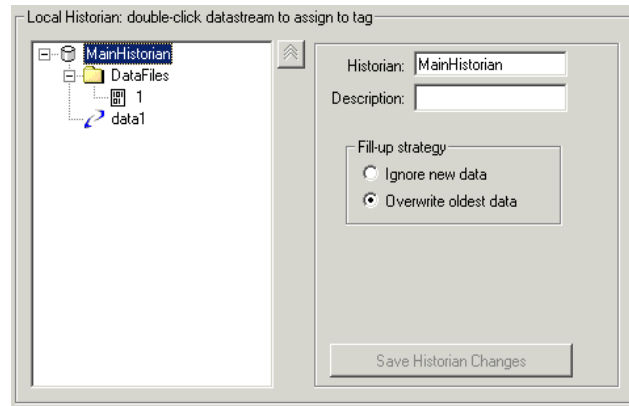 Local Historian: double-click datastream to assign to tag
MainHistorian
DataFiles
1
data1
Historian: MainHistorian
Description:
Fill-up strategy
Ignore new data
Overwrite oldest data
Save Historian Changes